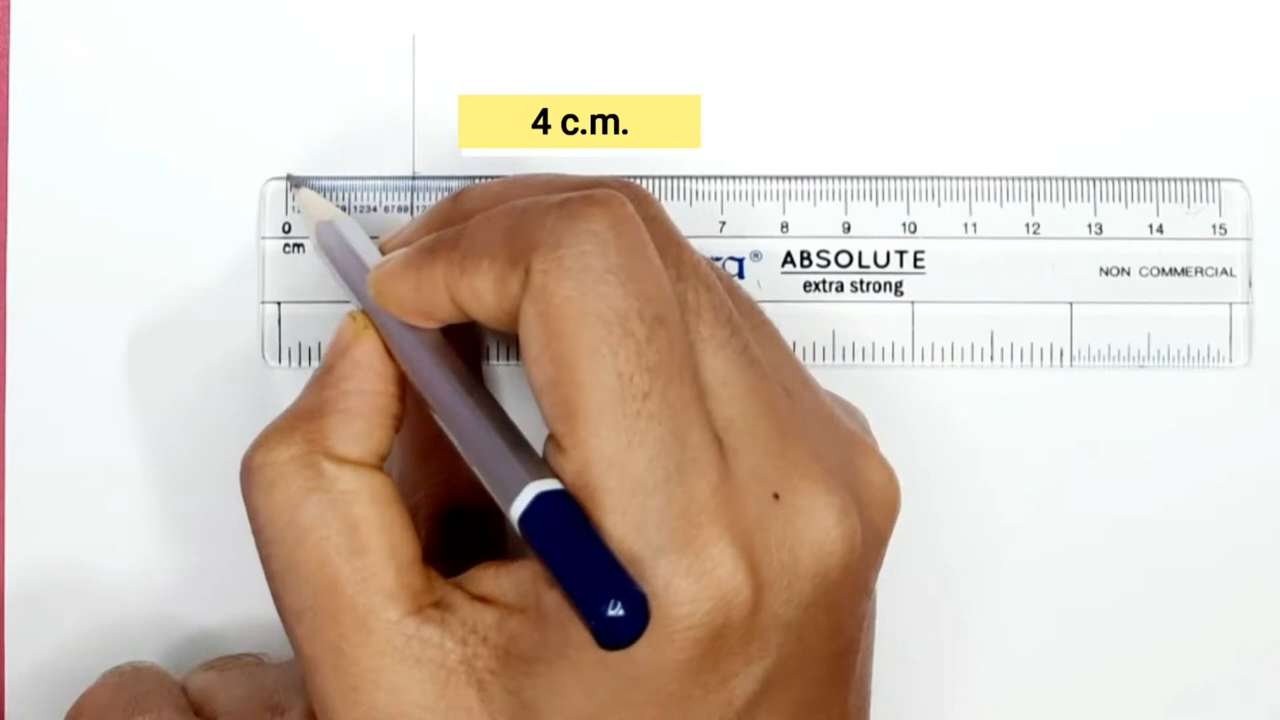 4 c.m.
0 7 8 9 10 11 12 13 14 15
cm
® ABSOLUTE
extra strong
NON COMMERCIAL